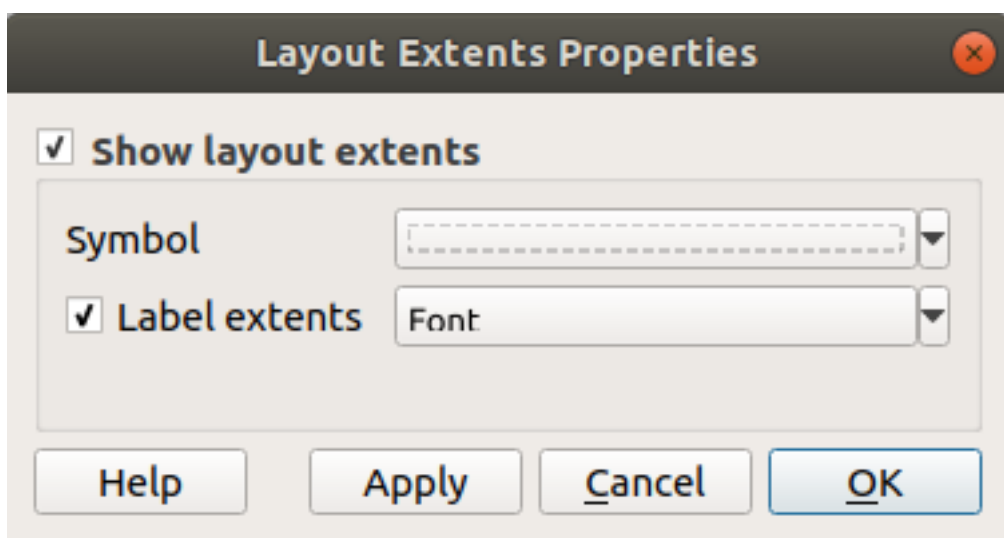 Layout Extents Properties
Show layout extents
Symbol
Label extents Font
Help Apply Cancel OK